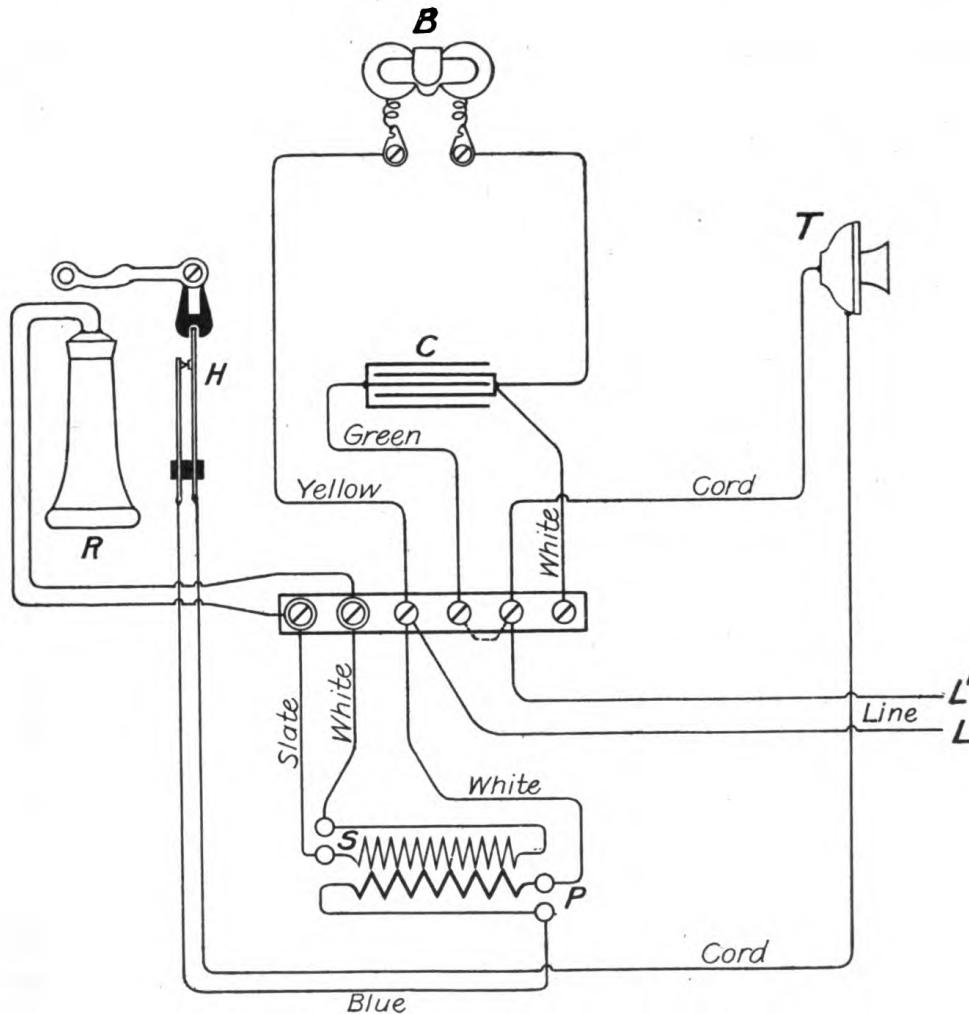 B
T
C
H
Green
Yellow
Cord
White
R
L'
Line
L
Slate
White
White
S
P
Cord
Blue